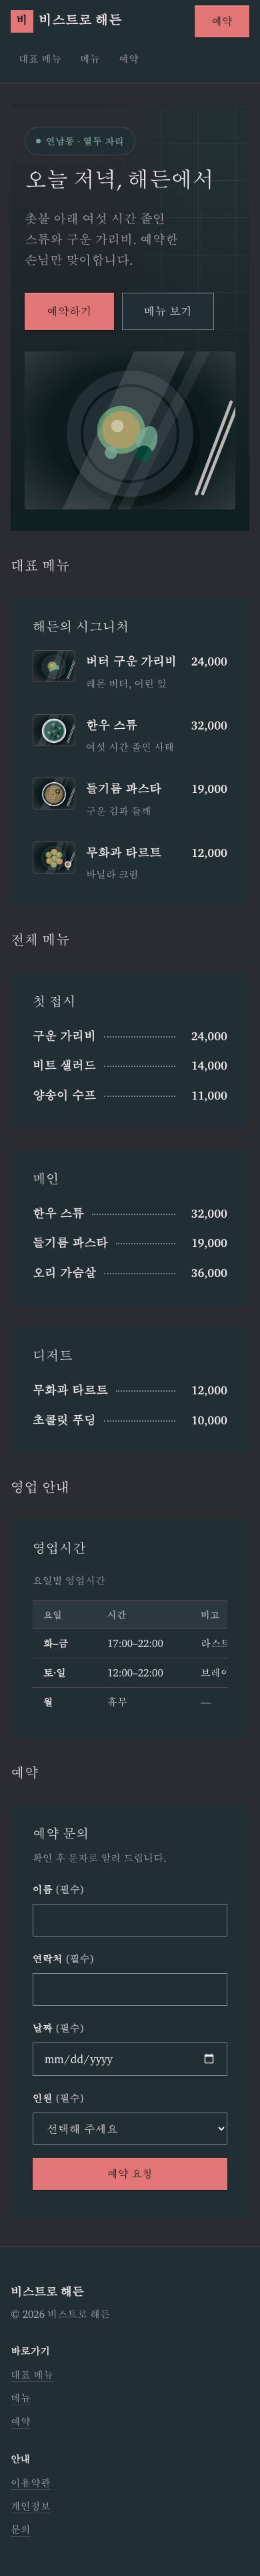 비 비스트로 해든
예약
대표 메뉴 메뉴 예약
연남동 · 열두 자리
오늘 저녁, 해든에서
촛불 아래 여섯 시간 졸인
스튜와 구운 가리비. 예약한
손님만 맞이합니다.
예약하기 메뉴 보기
대표 메뉴
해든의 시그니처
버터 구운 가리비 24,000
레몬 버터, 어린 잎
한우 스튜 32,000
여섯 시간 졸인 사태
들기름 파스타 19,000
구운 김과 들깨
무화과 타르트 12,000
바닐라 크림
전체 메뉴
첫 접시
구운 가리비 24,000
비트 샐러드 14,000
양송이 수프 11,000
메인
한우 스튜 32,000
들기름 파스타 19,000
오리 가슴살 36,000
디저트
무화과 타르트 12,000
초콜릿 푸딩 10,000
영업 안내
영업시간
요일별 영업시간
요일 시간 비고
화–금 17:00–22:00 라스트
토·일 12:00–22:00 브레이
월 휴무 —
예약
예약 문의
확인 후 문자로 알려 드립니다.
이름 (필수)
연락처 (필수)
날짜 (필수)
mm/dd/yyyy
인원 (필수)
선택해 주세요
예약 요청
비스트로 해든
© 2026 비스트로 해든
바로가기
대표 메뉴
메뉴
예약
안내
이용약관
개인정보
문의